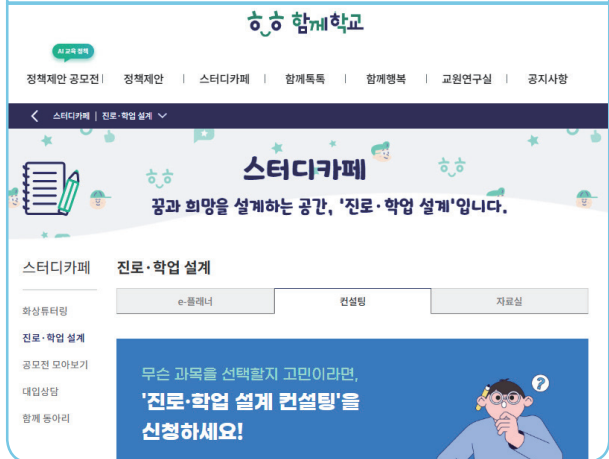 함께학교
AI 교육 정책
정책제안 공모전 | 정책제안 | 스터디카페 | 함께톡톡 | 함께행복 | 교원연구실 | 공지사항
스터디카페 | 진로·학업 설계
스터디카페
꿈과 희망을 설계하는 공간, '진로·학업 설계'입니다.
스터디카페
진로·학업 설계
e-플래너 컨설팅 자료실
화상튜터링
진로·학업 설계
공모전 모아보기
대입상담
함께 동아리
무슨 과목을 선택할지 고민이라면,
'진로·학업 설계 컨설팅'을
신청하세요!
?